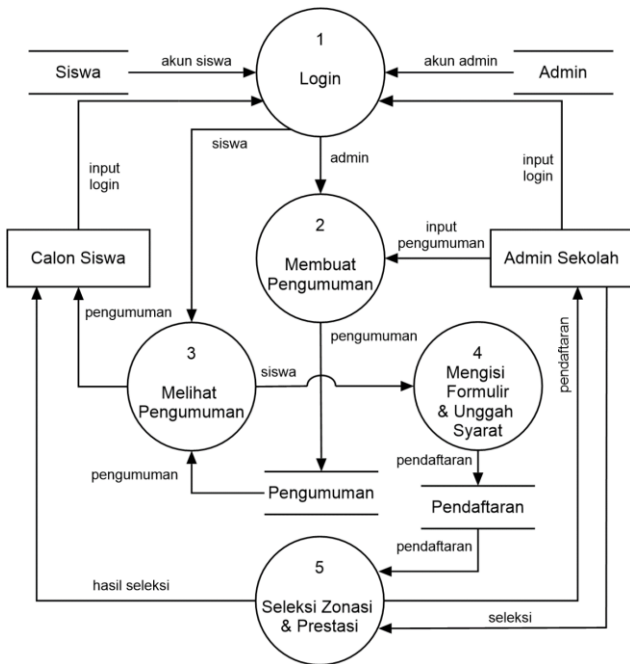 1
Login
Siswa
akun siswa
akun admin
Admin
siswa
admin
input
login
input
login
2
Membuat
Pengumuman
input
pengumuman
Calon Siswa
Admin Sekolah
pengumuman
pengumuman
pendaftaran
3
Melihat
Pengumuman
siswa
4
Mengisi
Formulir
& Unggah
Syarat
pengumuman
pendaftaran
Pengumuman
Pendaftaran
pendaftaran
5
Seleksi Zonasi
& Prestasi
hasil seleksi
seleksi